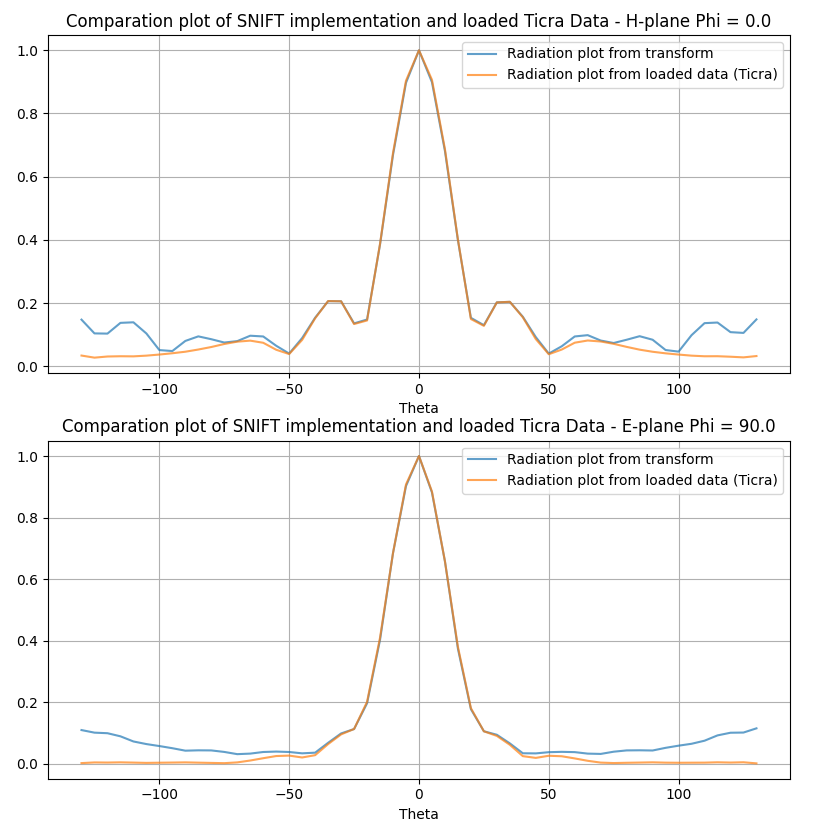 Comparation plot of SNIFT implementation and loaded Ticra Data - H-plane Phi = 0.0
1.0
Radiation plot from transform
Radiation plot from loaded data (Ticra)
0.8
0.6
0.4
0.2
0.0
−100 −50 0 50 100
Theta
Comparation plot of SNIFT implementation and loaded Ticra Data - E-plane Phi = 90.0
1.0
Radiation plot from transform
Radiation plot from loaded data (Ticra)
0.8
0.6
0.4
0.2
0.0
−100 −50 0 50 100
Theta